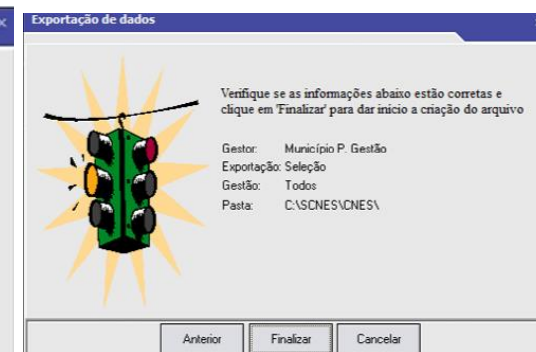 Exportação de dados
Verifique se as informações abaixo estão corretas e
clique em 'Finalizar' para dar inicio a criação do arquivo
Gestor: Município P. Gestão
Exportação: Seleção
Gestão: Todos
Pasta: C:\SCNES\CNES\
Anterior Finalizar Cancelar